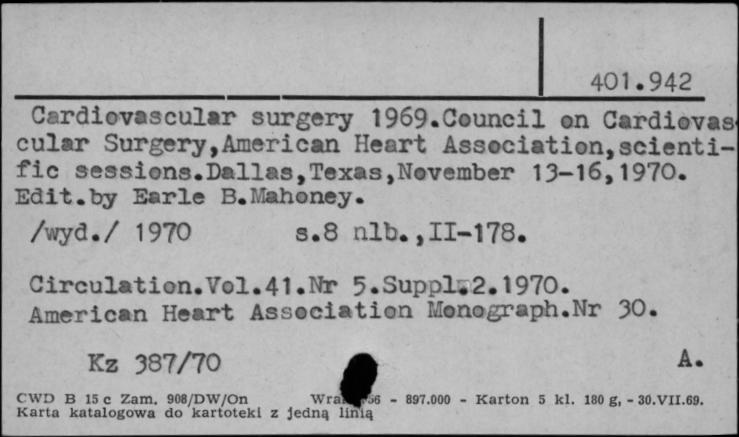 401.942
Cardiovascular surgery 1969.Council on Cardiovas
cular Surgery,American Heart Association,scienti-
fic sessions.Dallas,Texas,November 13-16,1970.
Edit.by Earle B.Mahoney.
/wyd./ 1970 s.8 nlb.,II-178.
Circulation.Vol.41.Nr 5.Suppl.2.1970.
American Heart Association Monograph.Nr 30.
Kz 387/70 A.
CWD B 15 c Zam. 908/DW/On - 897.000 - Karton 5 kl. 180 g, - 30.VII.69.
Karta katalogowa do kartoteki z jedną linią